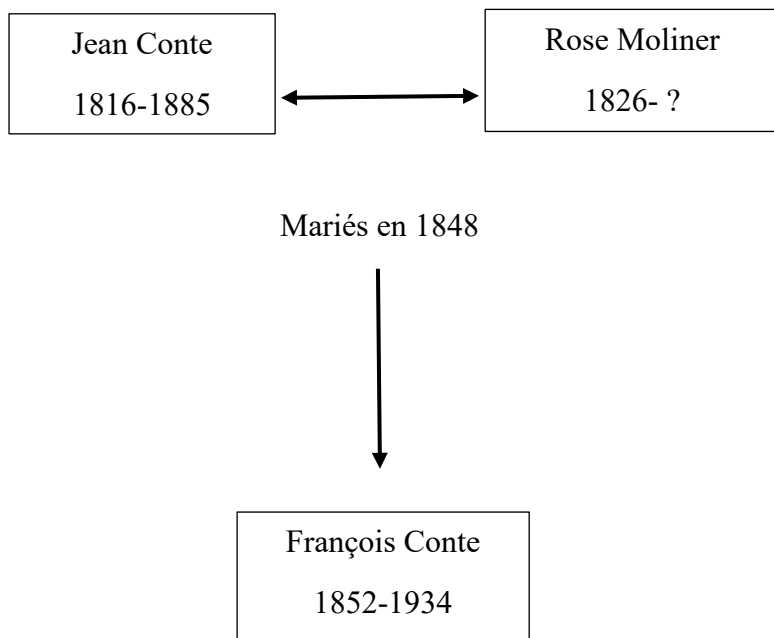 Jean Conte
1816-1885
Rose Moliner
1826- ?
Mariés en 1848
François Conte
1852-1934